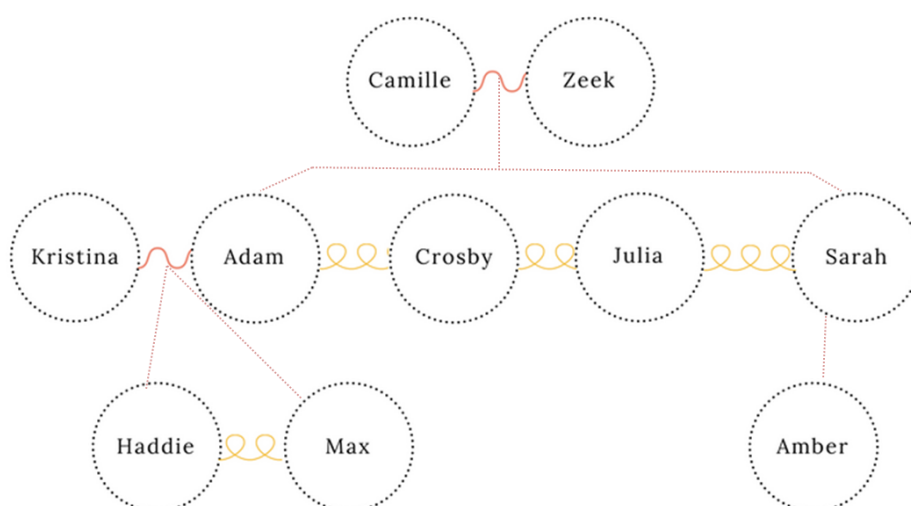 Camille
Zeek
Kristina
Adam
Crosby
Julia
Sarah
Haddie
Max
Amber